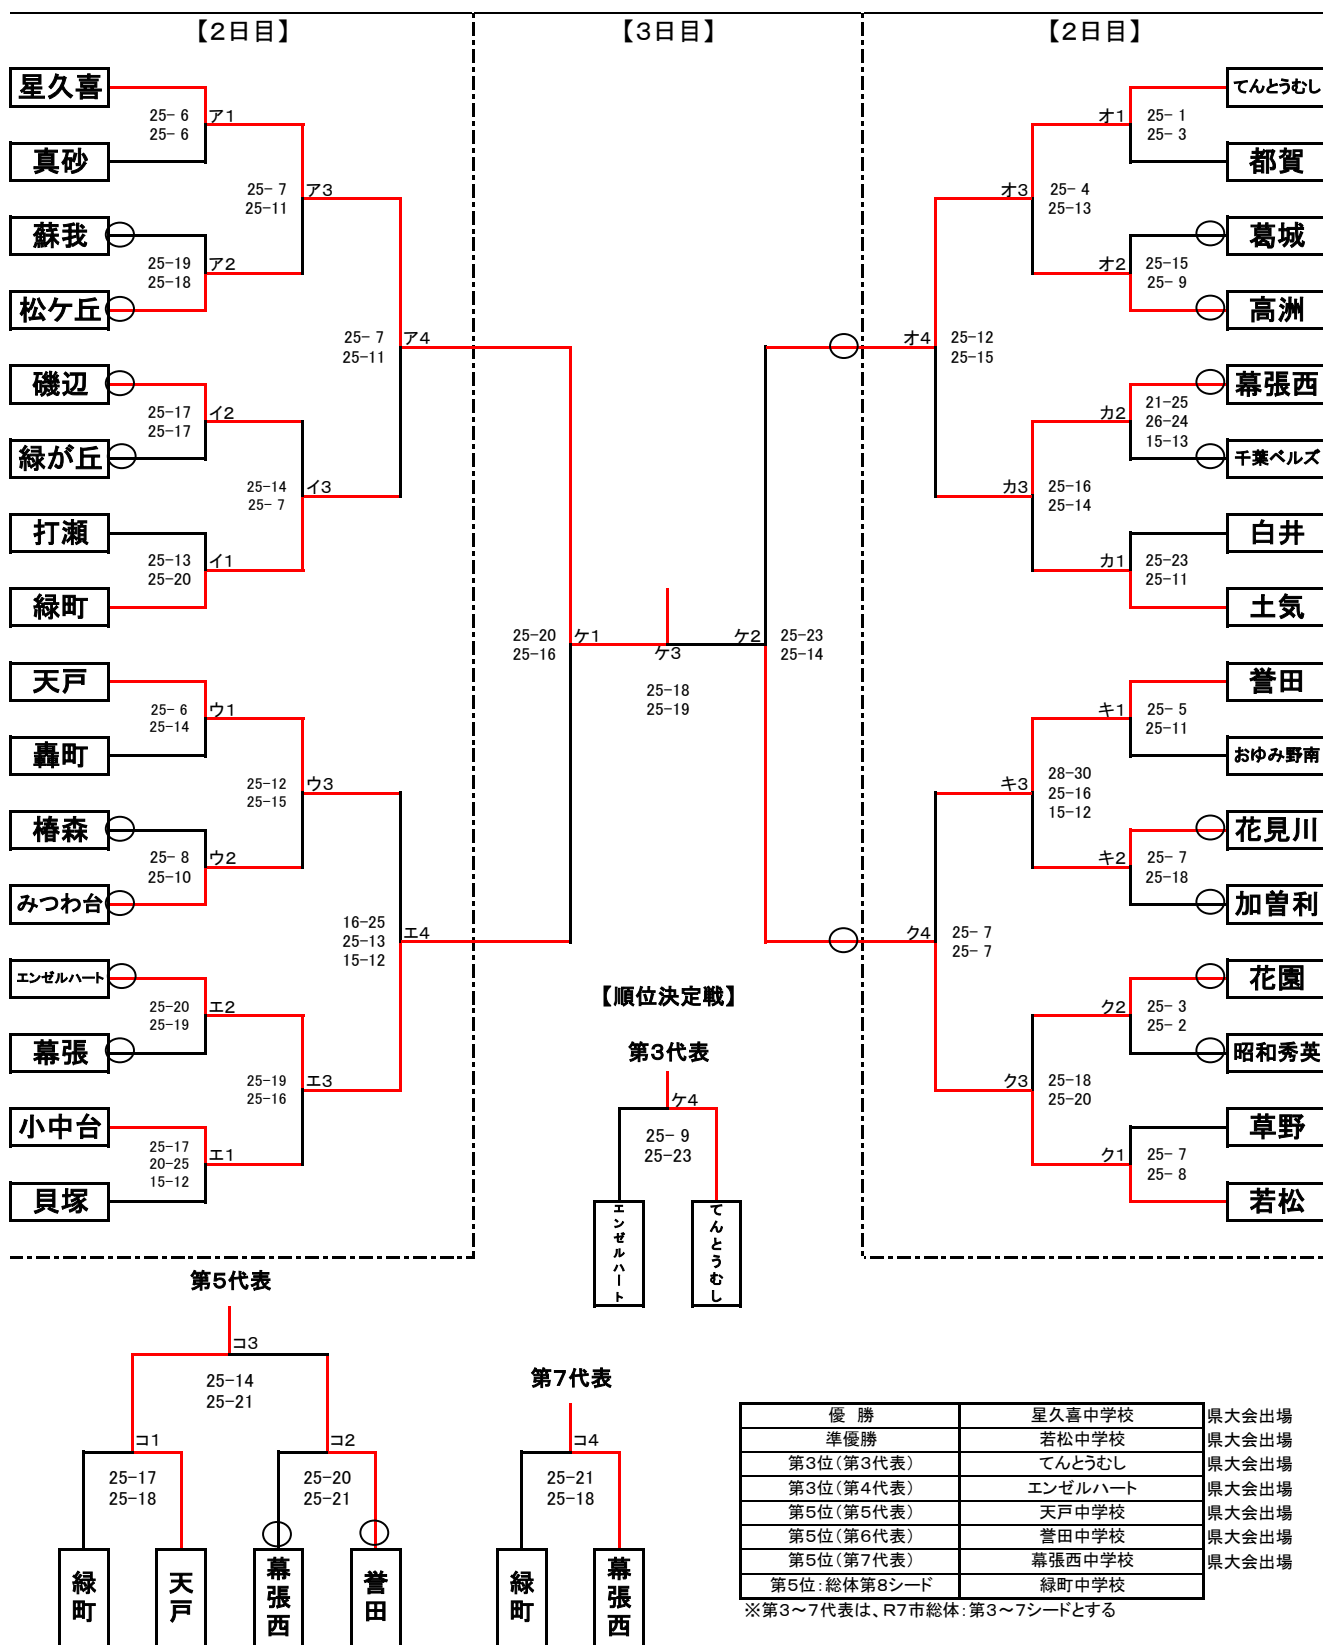 【2日目】
【3日目】
【2日目】
星久喜
25- 6
25- 6
ア1
真砂
25- 7
25-11
ア3
蘇我
25-19
25-18
ア2
松ケ丘
25- 7
25-11
ア4
磯辺
25-17
25-17
イ2
緑が丘
25-14
25- 7
イ3
打瀬
25-13
25-20
イ1
緑町
天戸
25- 6
25-14
ウ1
轟町
25-12
25-15
ウ3
椿森
25- 8
25-10
ウ2
みつわ台
16-25
25-13
15-12
エ4
エンゼルハート
25-20
25-19
エ2
幕張
25-19
25-16
エ3
小中台
25-17
20-25
15-12
エ1
貝塚
25-20
25-16
ケ1
ケ3
25-18
25-19
ケ2
25-23
25-14
てんとうむし
オ1
25- 1
25- 3
都賀
オ3
25- 4
25-13
葛城
オ2
25-15
25- 9
高洲
オ4
25-12
25-15
幕張西
カ2
21-25
26-24
15-13
千葉ベルズ
カ3
25-16
25-14
白井
カ1
25-23
25-11
土気
誉田
キ1
25- 5
25-11
おゆみ野南
キ3
28-30
25-16
15-12
花見川
キ2
25- 7
25-18
加曽利
ク4
25- 7
25- 7
花園
ク2
25- 3
25- 2
昭和秀英
ク3
25-18
25-20
草野
ク1
25- 7
25- 8
若松
【順位決定戦】
第3代表
ケ4
25- 9
25-23
エンゼルハート
てんとうむし
第5代表
コ3
25-14
25-21
コ1
25-17
25-18
コ2
25-20
25-21
緑町
天戸
幕張西
誉田
第7代表
コ4
25-21
25-18
緑町
幕張西
優 勝 星久喜中学校 県大会出場
準優勝 若松中学校 県大会出場
第3位(第3代表) てんとうむし 県大会出場
第3位(第4代表) エンゼルハート 県大会出場
第5位(第5代表) 天戸中学校 県大会出場
第5位(第6代表) 誉田中学校 県大会出場
第5位(第7代表) 幕張西中学校 県大会出場
第5位:総体第8シード 緑町中学校
※第3～7代表は、R7市総体:第3～7シードとする